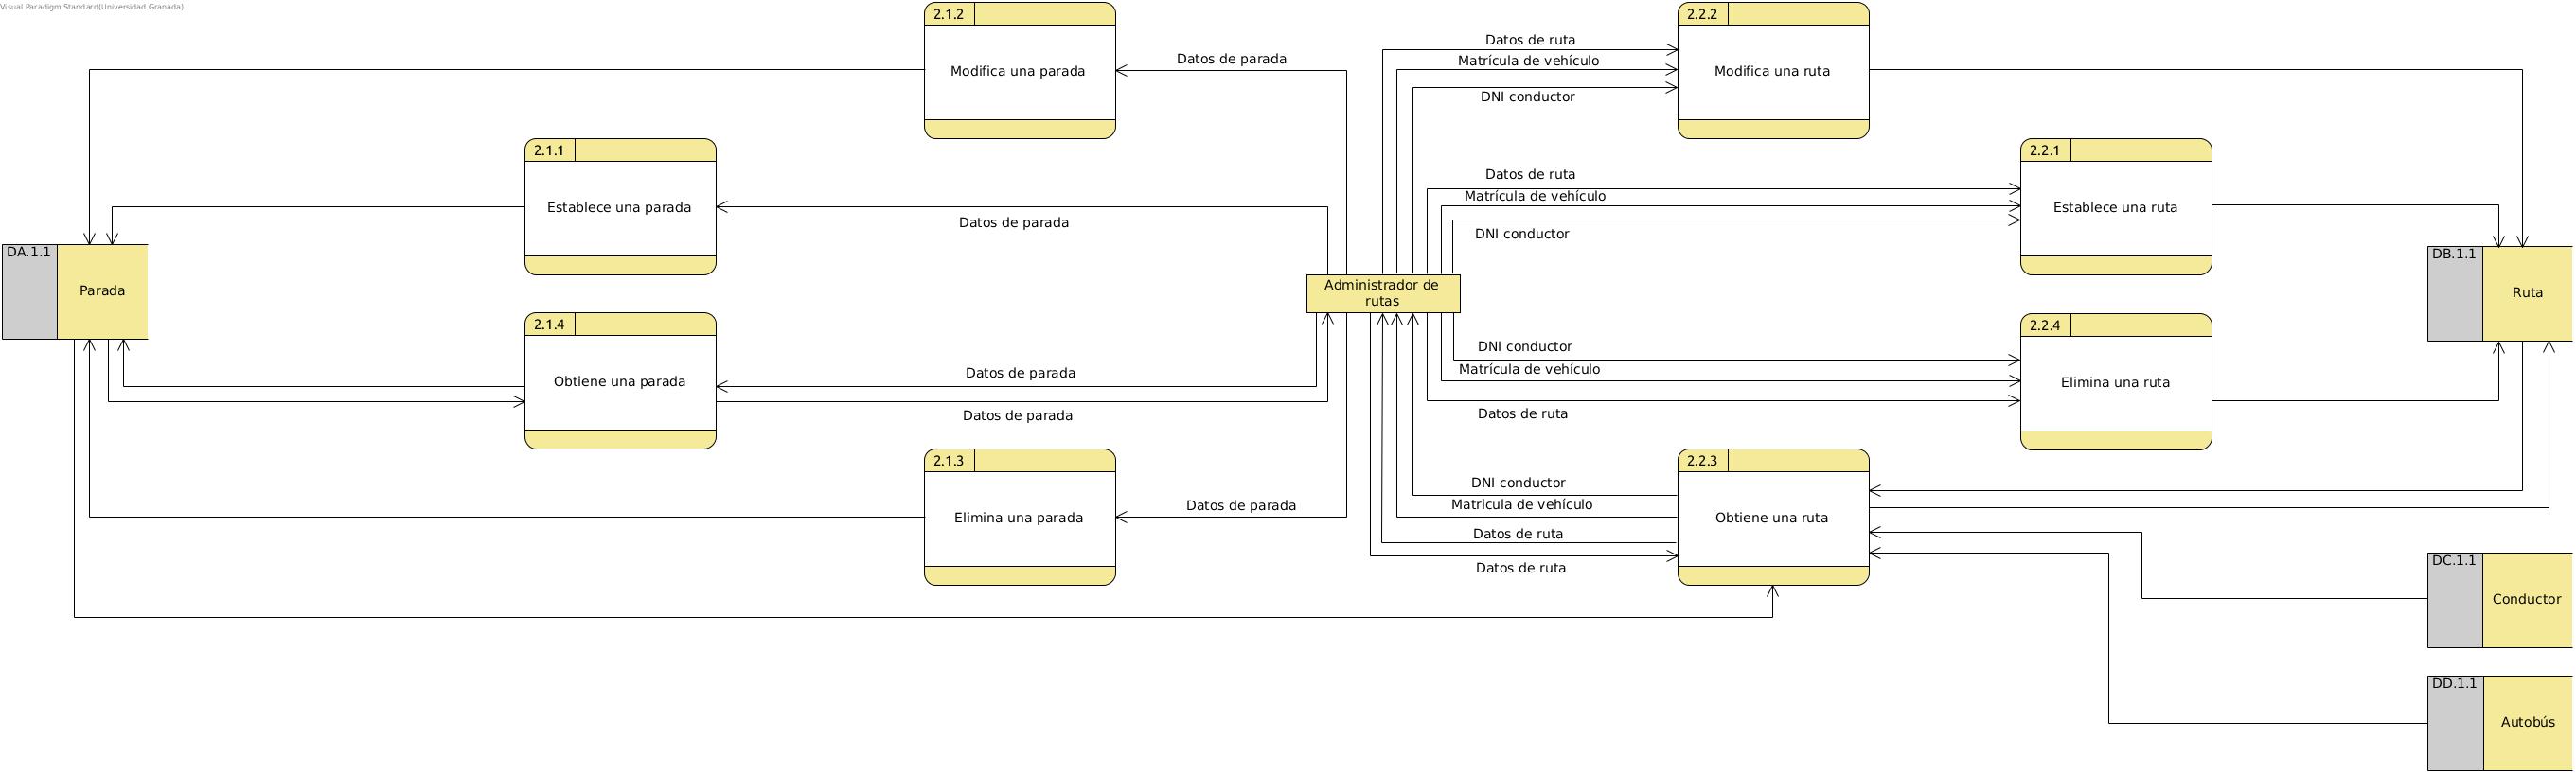 Visual Paradigm Standard(Universidad Granada)
2.1.2
Modifica una parada
Datos de parada
2.2.2
Modifica una ruta
Datos de ruta
Matrícula de vehículo
DNI conductor
2.1.1
Establece una parada
Datos de parada
2.2.1
Establece una ruta
Datos de ruta
Matrícula de vehículo
DNI conductor
DA.1.1
Parada
Administrador de
rutas
DB.1.1
Ruta
2.1.4
Obtiene una parada
Datos de parada
Datos de parada
2.2.4
Elimina una ruta
DNI conductor
Matrícula de vehículo
Datos de ruta
2.1.3
Elimina una parada
Datos de parada
2.2.3
Obtiene una ruta
DNI conductor
Matricula de vehículo
Datos de ruta
Datos de ruta
DC.1.1
Conductor
DD.1.1
Autobús